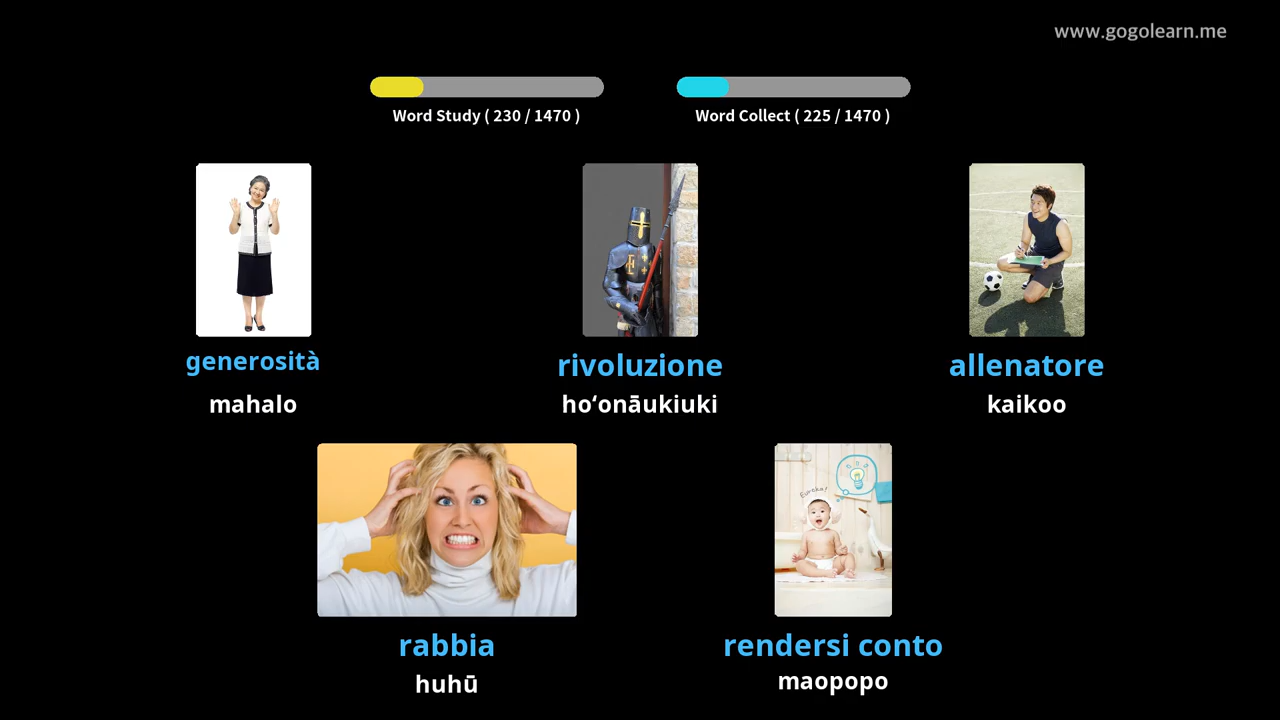 www.gogolearn.me
Word Study ( 230 / 1470 )
Word Collect ( 225 / 1470 )
generosità
mahalo
rivoluzione
hoʻonāukiuki
allenatore
kaikoo
Eureka!
rabbia
huhū
rendersi conto
maopopo